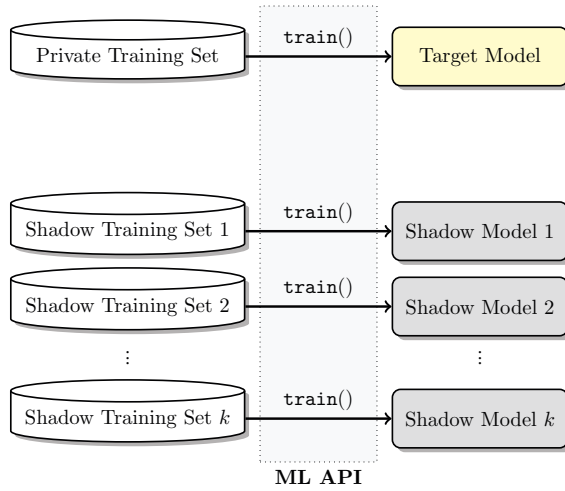 Private Training Set
train()
Target Model
Shadow Training Set 1
train()
Shadow Model 1
Shadow Training Set 2
train()
Shadow Model 2
⋮
⋮
Shadow Training Set k
train()
Shadow Model k
ML API